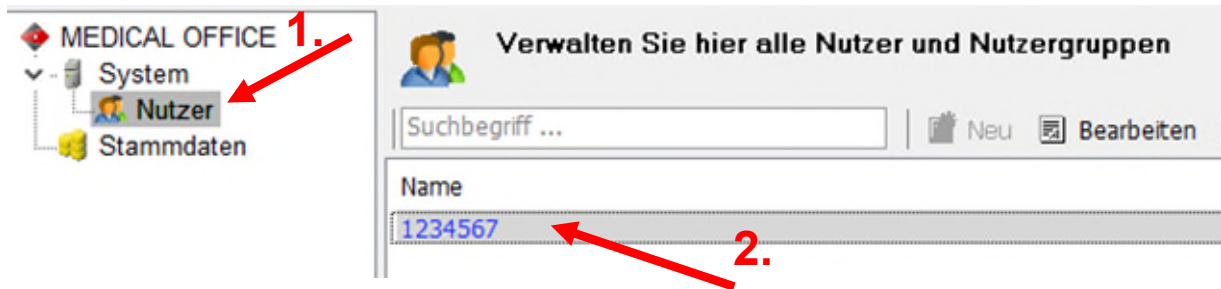 MEDICAL OFFICE
1.
System
Nutzer
Stammdaten
Verwalten Sie hier alle Nutzer und Nutzergruppen
Suchbegriff ...
Neu
Bearbeiten
Name
1234567
2.